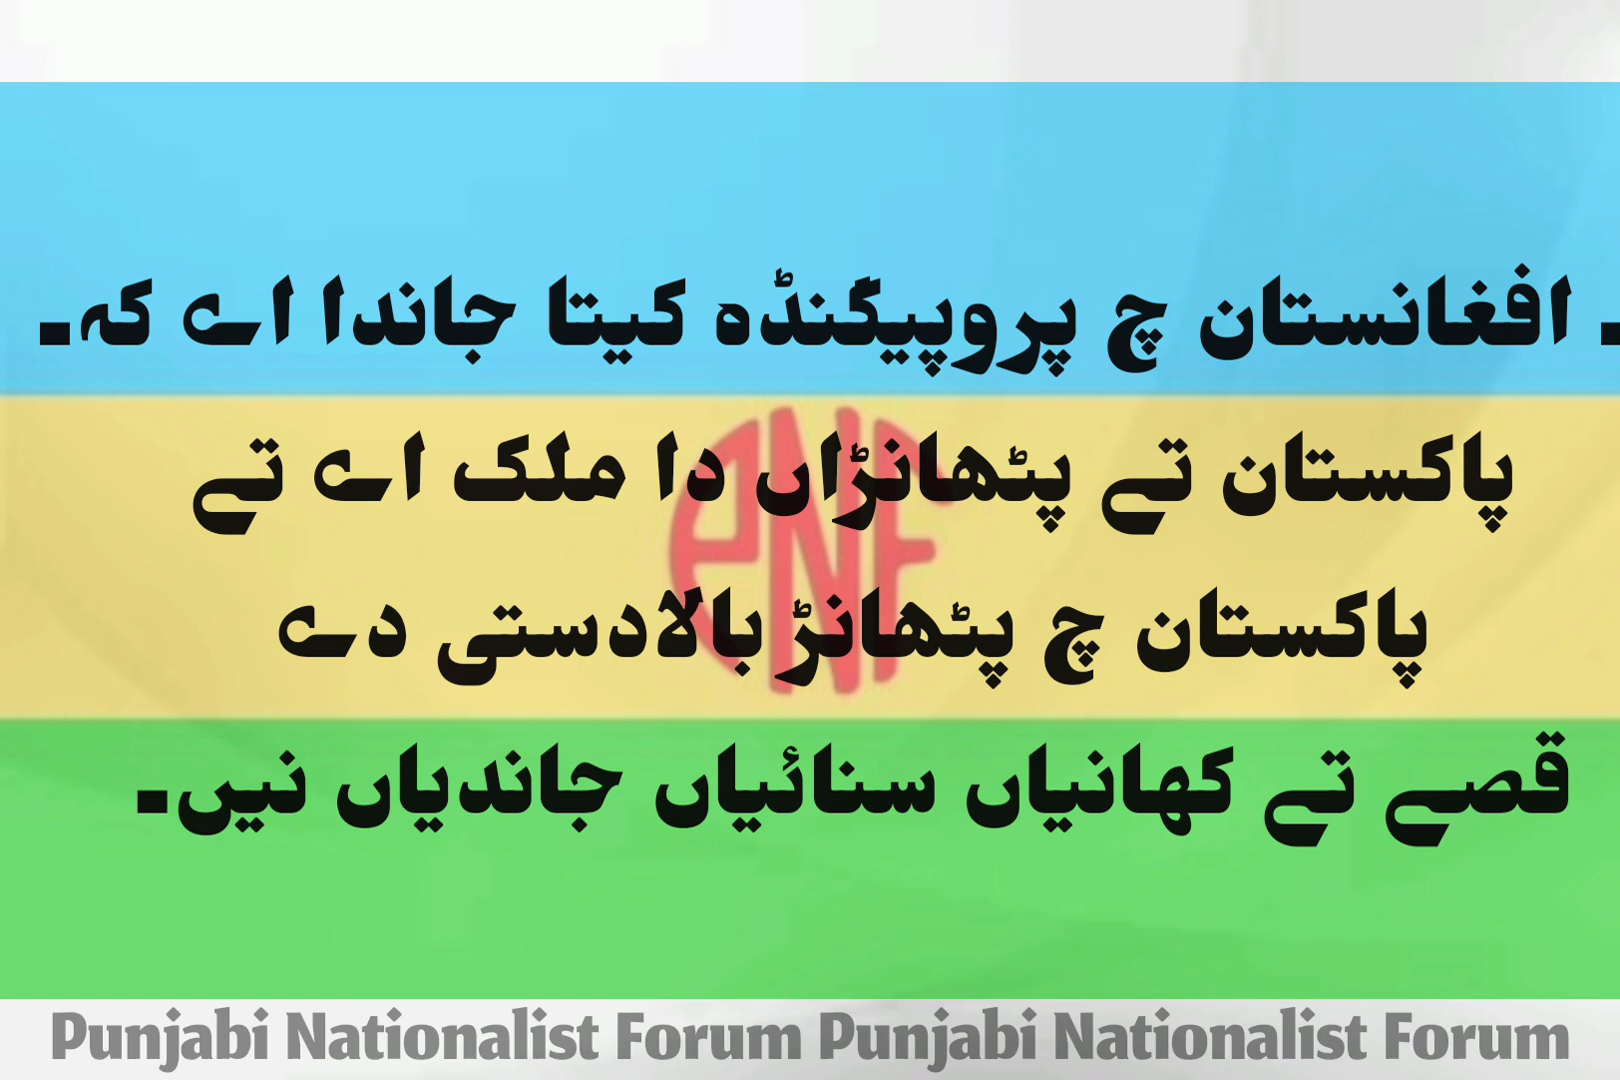 ۔ افغانستان چ پروپیگنڈہ کیتا جاندا اے کہ۔
پاکستان تے پٹھانڑاں دا ملک اے تے
PNF
پاکستان چ پٹھانڑ بالادستی دے
قصے تے کھانیاں سنائیاں جاندیاں نیں۔
Punjabi Nationalist Forum Punjabi Nationalist Forum